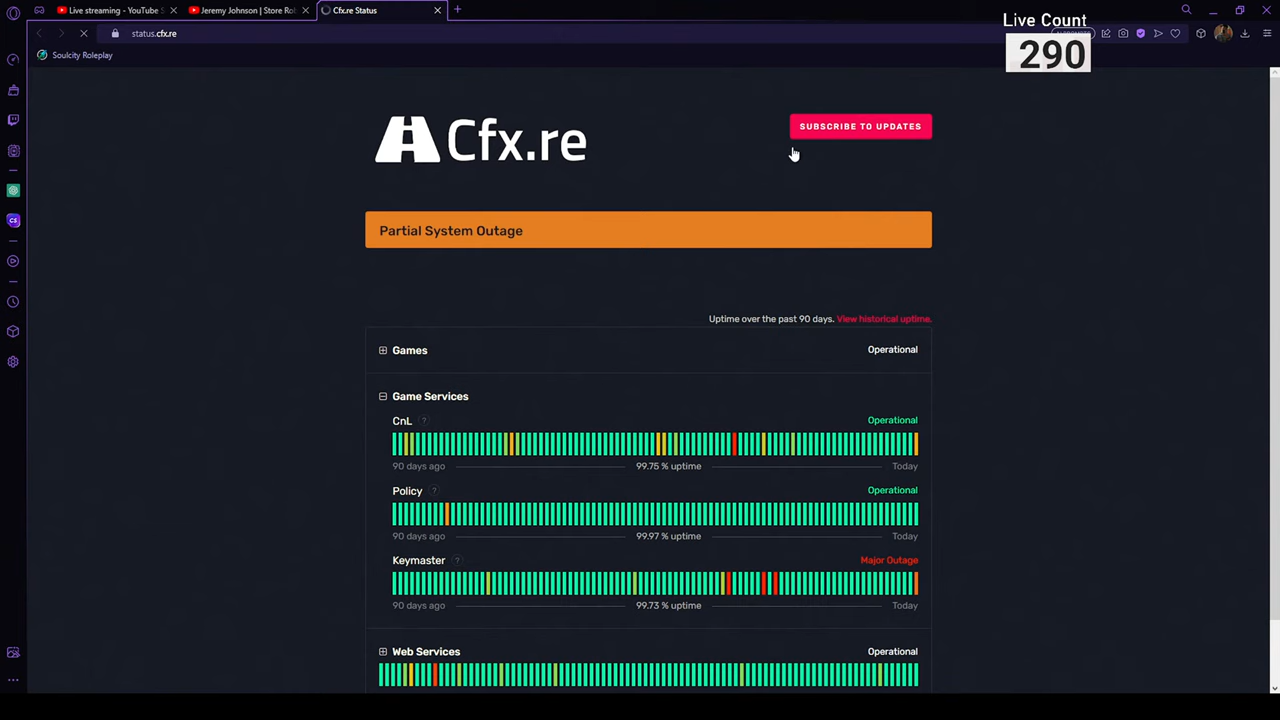 Live streaming - YouTube S
Jeremy Johnson | Store Rob
Cfx.re Status
status.cfx.re
Soulcity Roleplay
Live Count
290
Cfx.re
SUBSCRIBE TO UPDATES
Partial System Outage
Uptime over the past 90 days. View historical uptime.
Games
Operational
Game Services
CnL ?
Operational
90 days ago
99.75 % uptime
Today
Policy ?
Operational
90 days ago
99.97 % uptime
Today
Keymaster ?
Major Outage
90 days ago
99.73 % uptime
Today
Web Services
Operational